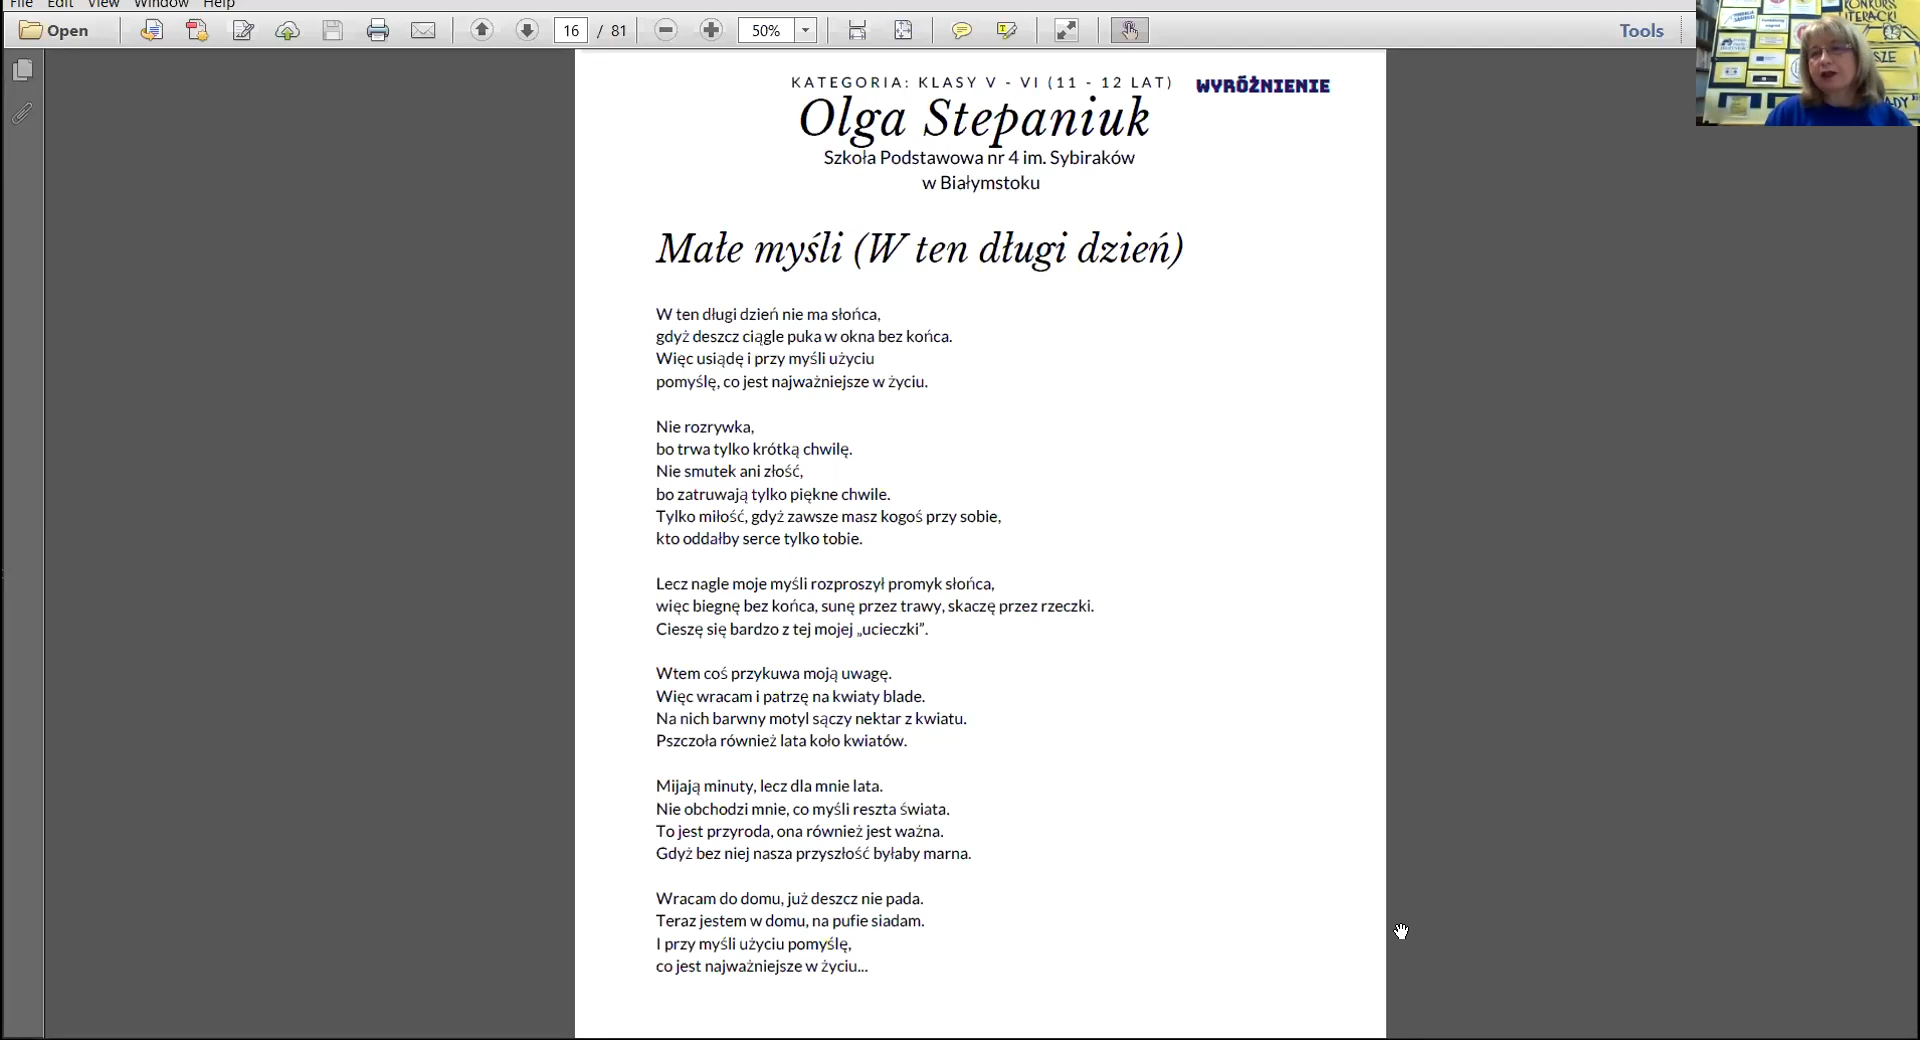 File Edit View Window Help
Open 16 / 81 50% Tools
KATEGORIA: KLASY V - VI (11 - 12 LAT) WYRÓŻNIENIE
Olga Stepaniuk
Szkoła Podstawowa nr 4 im. Sybiraków
w Białymstoku
Małe myśli (W ten długi dzień)
W ten długi dzień nie ma słońca,
gdyż deszcz ciągle puka w okna bez końca.
Więc usiądę i przy myśli użyciu
pomyślę, co jest najważniejsze w życiu.
Nie rozrywka,
bo trwa tylko krótką chwilę.
Nie smutek ani złość,
bo zatruwają tylko piękne chwile.
Tylko miłość, gdyż zawsze masz kogoś przy sobie,
kto oddałby serce tylko tobie.
Lecz nagle moje myśli rozproszył promyk słońca,
więc biegnę bez końca, sunę przez trawy, skaczę przez rzeczki.
Cieszę się bardzo z tej mojej „ucieczki”.
Wtem coś przykuwa moją uwagę.
Więc wracam i patrzę na kwiaty blade.
Na nich barwny motyl sączy nektar z kwiatu.
Pszczoła również lata koło kwiatów.
Mijają minuty, lecz dla mnie lata.
Nie obchodzi mnie, co myśli reszta świata.
To jest przyroda, ona również jest ważna.
Gdyż bez niej nasza przyszłość byłaby marna.
Wracam do domu, już deszcz nie pada.
Teraz jestem w domu, na pufie siadam.
I przy myśli użyciu pomyślę,
co jest najważniejsze w życiu...